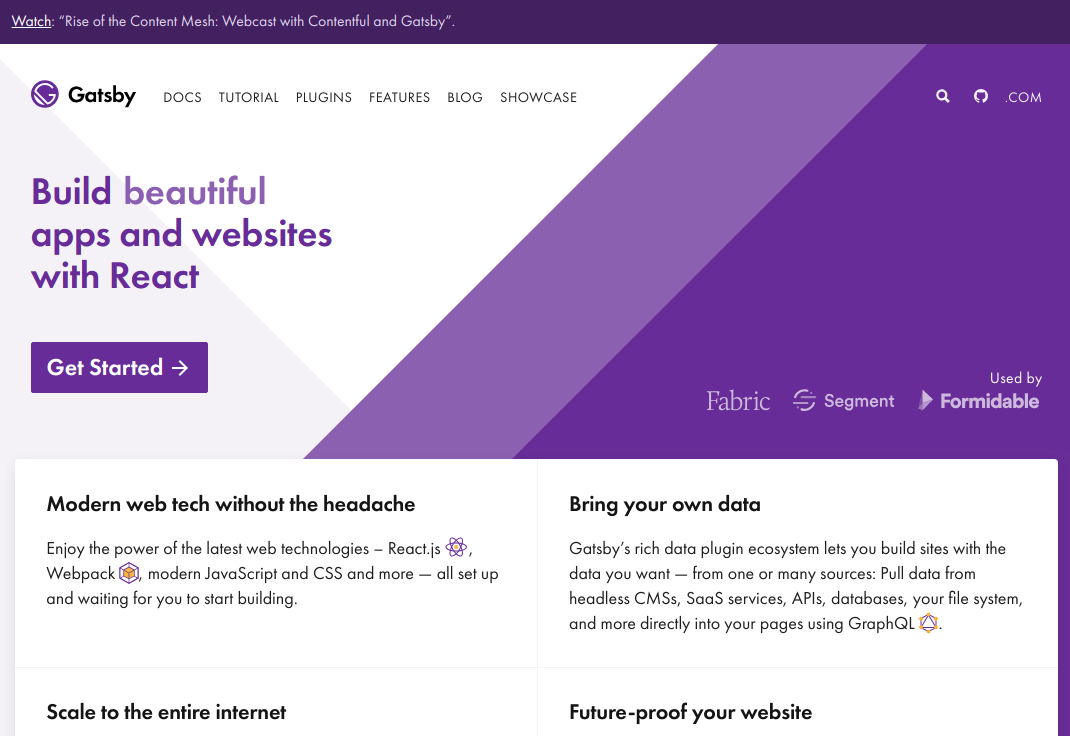 Watch: “Rise of the Content Mesh: Webcast with Contentful and Gatsby”.
Gatsby DOCS TUTORIAL PLUGINS FEATURES BLOG SHOWCASE .COM
Build beautiful
apps and websites
with React
Get Started →
Used by
Fabric Segment Formidable
Modern web tech without the headache
Enjoy the power of the latest web technologies – React.js ,
Webpack , modern JavaScript and CSS and more — all set up
and waiting for you to start building.
Bring your own data
Gatsby’s rich data plugin ecosystem lets you build sites with the
data you want — from one or many sources: Pull data from
headless CMSs, SaaS services, APIs, databases, your file system,
and more directly into your pages using GraphQL .
Scale to the entire internet
Future-proof your website